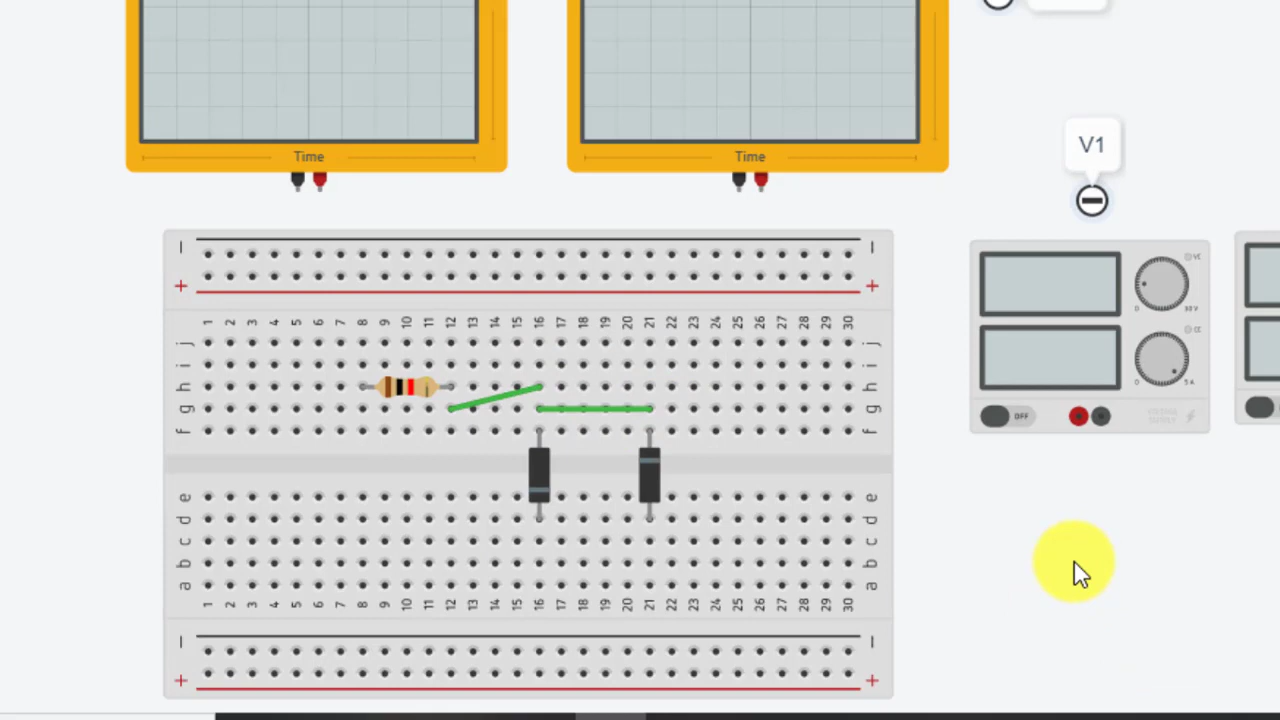 Time
Time
V1
1 2 3 4 5 6 7 8 9 10 11 12 13 14 15 16 17 18 19 20 21 22 23 24 25 26 27 28 29 30
j j
i i
h h
g g
f f
OFF
e e
d d
c c
b b
a a
1 2 3 4 5 6 7 8 9 10 11 12 13 14 15 16 17 18 19 20 21 22 23 24 25 26 27 28 29 30